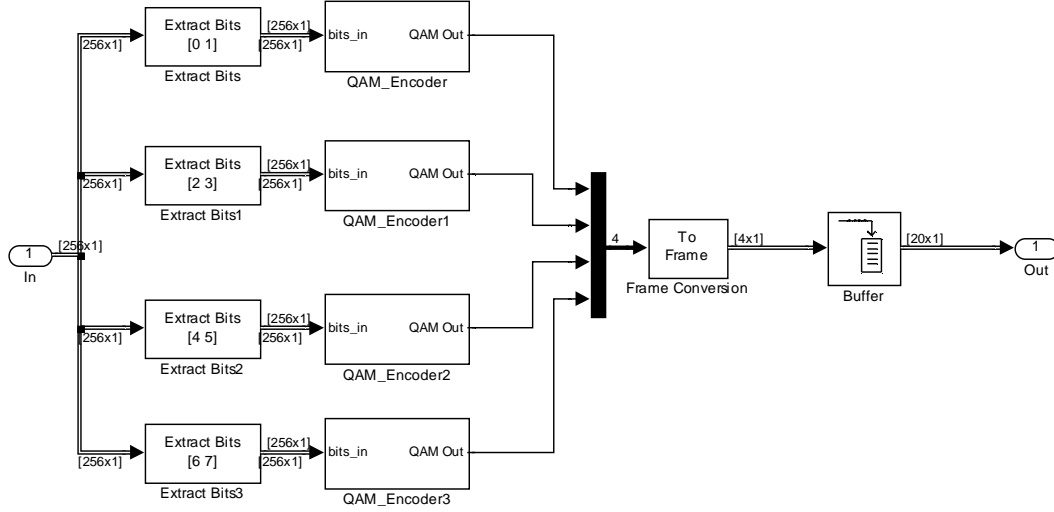 Extract Bits
[0 1]
Extract Bits
256x1]
[256x1]
[256x1]
bits_in
QAM Out
QAM_Encoder
Extract Bits
[2 3]
Extract Bits1
256x1]
[256x1]
[256x1]
bits_in
QAM Out
QAM_Encoder1
1
In
[256x1]
Extract Bits
[4 5]
Extract Bits2
[256x1]
[256x1]
[256x1]
bits_in
QAM Out
QAM_Encoder2
Extract Bits
[6 7]
Extract Bits3
[256x1]
[256x1]
[256x1]
bits_in
QAM Out
QAM_Encoder3
4
To
Frame
Frame Conversion
[4x1]
Buffer
[20x1]
1
Out